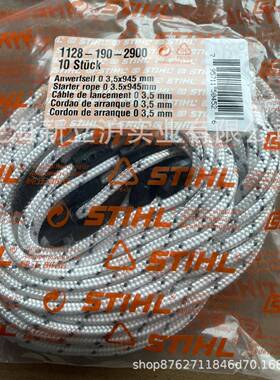 STIHL
1128-190-2900
10 Stück
Anwerfseil O 3,5x945 mm
Starter rope O 3.5x945mm
Câble de lancement O 3,5 mm
Cordao de arranque O 3,5 mm
Cordon de arranque O 3,5 mm
STIHL
STIHL
STIHL
shop8762711846d70.168